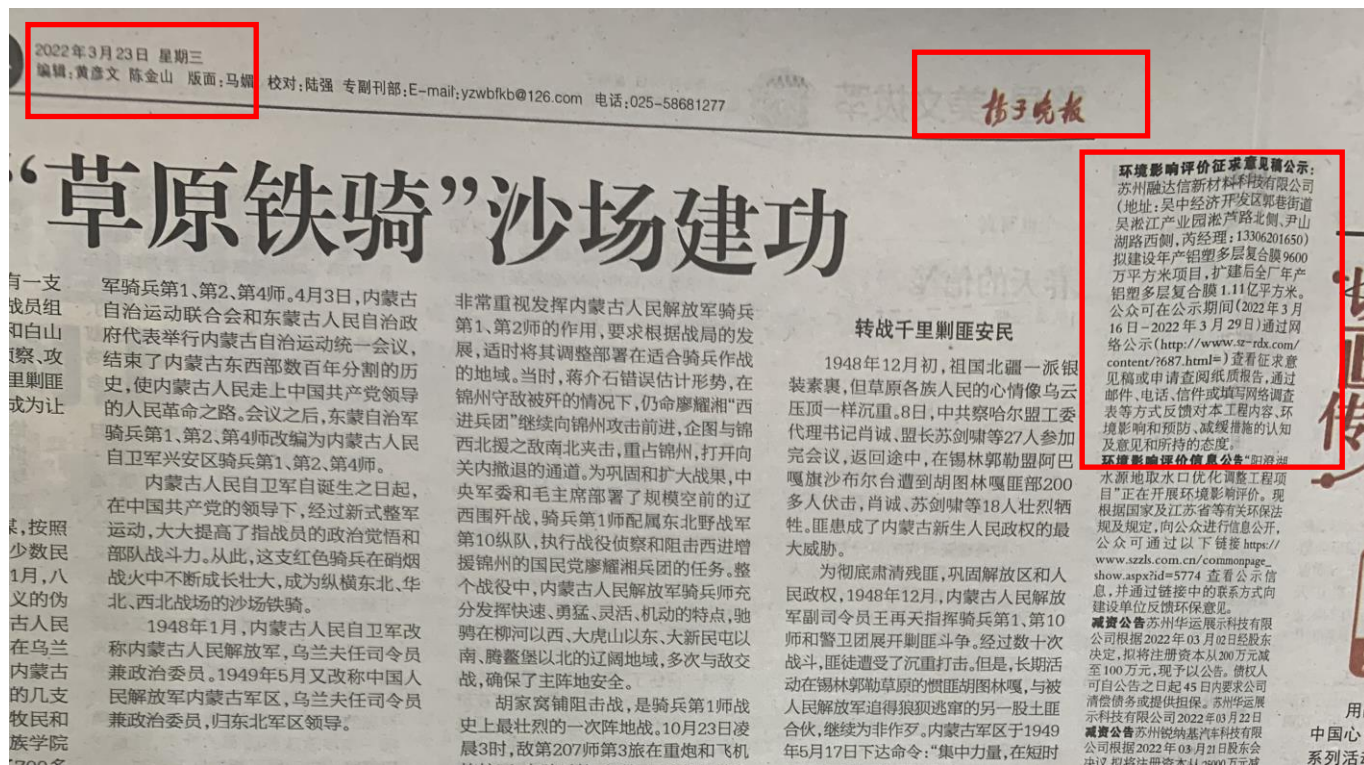 2022年3月23日 星期三
编辑:黄彦文 陈金山 版面:马媚 校对:陆强 专副刊部:E-mail:yzwbfkb@126.com 电话:025-58681277
扬子晚报
“草原铁骑”沙场建功
有一支
战员组
和白山
侦察、攻
里剿匪
成为让
某,按照
少数民
1月,八
义的伪
古人民
在乌兰
内蒙古
的几支
牧民和
族学院
军骑兵第1、第2、第4师。4月3日,内蒙古
自治运动联合会和东蒙古人民自治政
府代表举行内蒙古自治运动统一会议,
结束了内蒙古东西部数百年分割的历
史,使内蒙古人民走上中国共产党领导
的人民革命之路。会议之后,东蒙自治军
骑兵第1、第2、第4师改编为内蒙古人民
自卫军兴安区骑兵第1、第2、第4师。
内蒙古人民自卫军自诞生之日起,
在中国共产党的领导下,经过新式整军
运动,大大提高了指战员的政治觉悟和
部队战斗力。从此,这支红色骑兵在硝烟
战火中不断成长壮大,成为纵横东北、华
北、西北战场的沙场铁骑。
1948年1月,内蒙古人民自卫军改
称内蒙古人民解放军,乌兰夫任司令员
兼政治委员。1949年5月又改称中国人
民解放军内蒙古军区,乌兰夫任司令员
兼政治委员,归东北军区领导。
非常重视发挥内蒙古人民解放军骑兵
第1、第2师的作用,要求根据战局的发
展,适时将其调整部署在适合骑兵作战
的地域。当时,蒋介石错误估计形势,在
锦州守敌被歼的情况下,仍命廖耀湘“西
进兵团”继续向锦州攻击前进,企图与锦
西北援之敌南北夹击,重占锦州,打开向
关内撤退的通道。为巩固和扩大战果,中
央军委和毛主席部署了规模空前的辽
西围歼战,骑兵第1师配属东北野战军
第10纵队,执行战役侦察和阻击西进增
援锦州的国民党廖耀湘兵团的任务。整
个战役中,内蒙古人民解放军骑兵师充
分发挥快速、勇猛、灵活、机动的特点,驰
骋在柳河以西、大虎山以东、大新民屯以
南、腾鳌堡以北的辽阔地域,多次与敌交
战,确保了主阵地安全。
胡家窝铺阻击战,是骑兵第1师战
史上最壮烈的一次阵地战。10月23日凌
晨3时,敌第207师第3旅在重炮和飞机
转战千里剿匪安民
1948年12月初,祖国北疆一派银
装素裹,但草原各族人民的心情像乌云
压顶一样沉重。8日,中共察哈尔盟工委
代理书记肖诚、盟长苏剑啸等27人参加
完会议,返回途中,在锡林郭勒盟阿巴
嘎旗沙布尔台遭到胡图林嘎匪部200
多人伏击,肖诚、苏剑啸等18人壮烈牺
牲。匪患成了内蒙古新生人民政权的最
大威胁。
为彻底肃清残匪,巩固解放区和人
民政权,1948年12月,内蒙古人民解放
军副司令员王再天指挥骑兵第1、第10
师和警卫团展开剿匪斗争。经过数十次
战斗,匪徒遭受了沉重打击。但是,长期活
动在锡林郭勒草原的惯匪胡图林嘎,与被
人民解放军追得狼狈逃窜的另一股土匪
合伙,继续为非作歹。内蒙古军区于1949
年5月17日下达命令:“集中力量,在短时
环境影响评价征求意见稿公示:
苏州融达信新材料科技有限公司
(地址:吴中经济开发区郭巷街道
吴淞江产业园淞芦路北侧、尹山
湖路西侧,芮经理:13306201650)
拟建设年产铝塑多层复合膜9600
万平方米项目,扩建后全厂年产
铝塑多层复合膜1.11亿平方米。
公众可在公示期间(2022年3月
16日-2022年3月29日)通过网
络公示(http://www.sz-rdx.com/
content/?687.html=)查看征求意
见稿或申请查阅纸质报告,通过
邮件、电话、信件或填写网络调查
表等方式反馈对本工程内容、环
境影响和预防、减缓措施的认知
及意见和所持的态度。
环境影响评价信息公告“阳澄湖
水源地取水口优化调整工程项
目”正在开展环境影响评价。现
根据国家及江苏省等有关环保法
规及规定,向公众进行信息公开,
公众可通过以下链接https://
www.szzls.com.cn/commonpage_
show.aspx?id=5774 查看公示信
息,并通过链接中的联系方式向
建设单位反馈环保意见。
减资公告苏州华运展示科技有限
公司根据2022年03月02日经股东
决定,拟将注册资本从200万元减
至100万元,现予以公告。债权人
可自公告之日起45日内要求公司
清偿债务或提供担保。苏州华运展
示科技有限公司2022年03月22日
减资公告苏州锐纳基汽车科技有限
公司根据2022年03月21日股东会
用
中国心
系列活